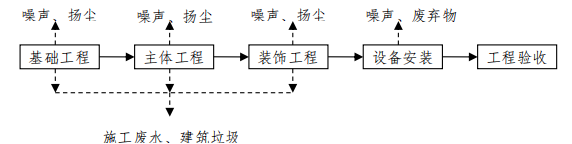 噪声、扬尘 噪声、扬尘 噪声、扬尘 噪声、废弃物
基础工程 主体工程 装饰工程 设备安装 工程验收
施工废水、建筑垃圾